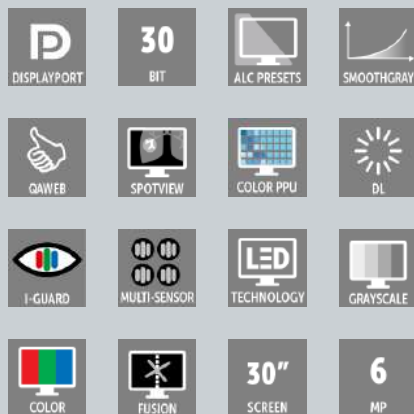 DISPLAYPORT
30
BIT
ALC PRESETS
SMOOTHGRAY
QAWEB
SPOTVIEW
COLOR PPU
DL
I-GUARD
MULTI-SENSOR
LED
TECHNOLOGY
GRAYSCALE
COLOR
FUSION
30"
SCREEN
6
MP